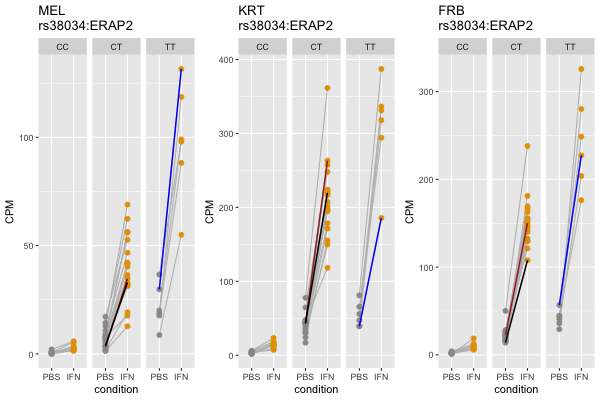 MEL
rs38034:ERAP2
CC
CT
TT
CPM
100
50
0
PBS
IFN
PBS
IFN
PBS
IFN
condition
KRT
rs38034:ERAP2
CC
CT
TT
CPM
400
300
200
100
0
PBS
IFN
PBS
IFN
PBS
IFN
condition
FRB
rs38034:ERAP2
CC
CT
TT
CPM
300
200
100
0
PBS
IFN
PBS
IFN
PBS
IFN
condition